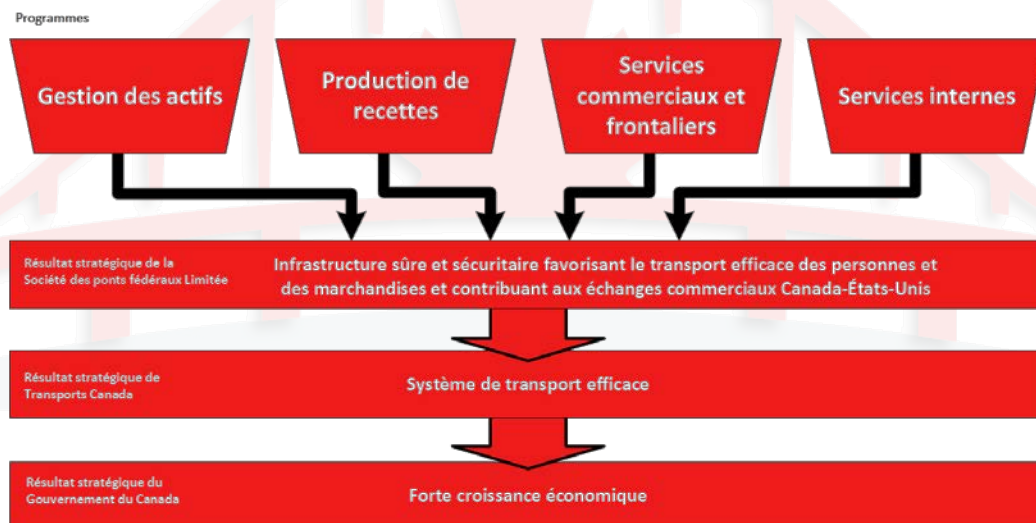 Programmes
Gestion des actifs
Production de
recettes
Services
commerciaux et
frontaliers
Services internes
Résultat stratégique de la
Société des ponts fédéraux Limitée
Infrastructure sûre et sécuritaire favorisant le transport efficace des personnes et
des marchandises et contribuant aux échanges commerciaux Canada-États-Unis
Résultat stratégique de
Transports Canada
Système de transport efficace
Résultat stratégique du
Gouvernement du Canada
Forte croissance économique